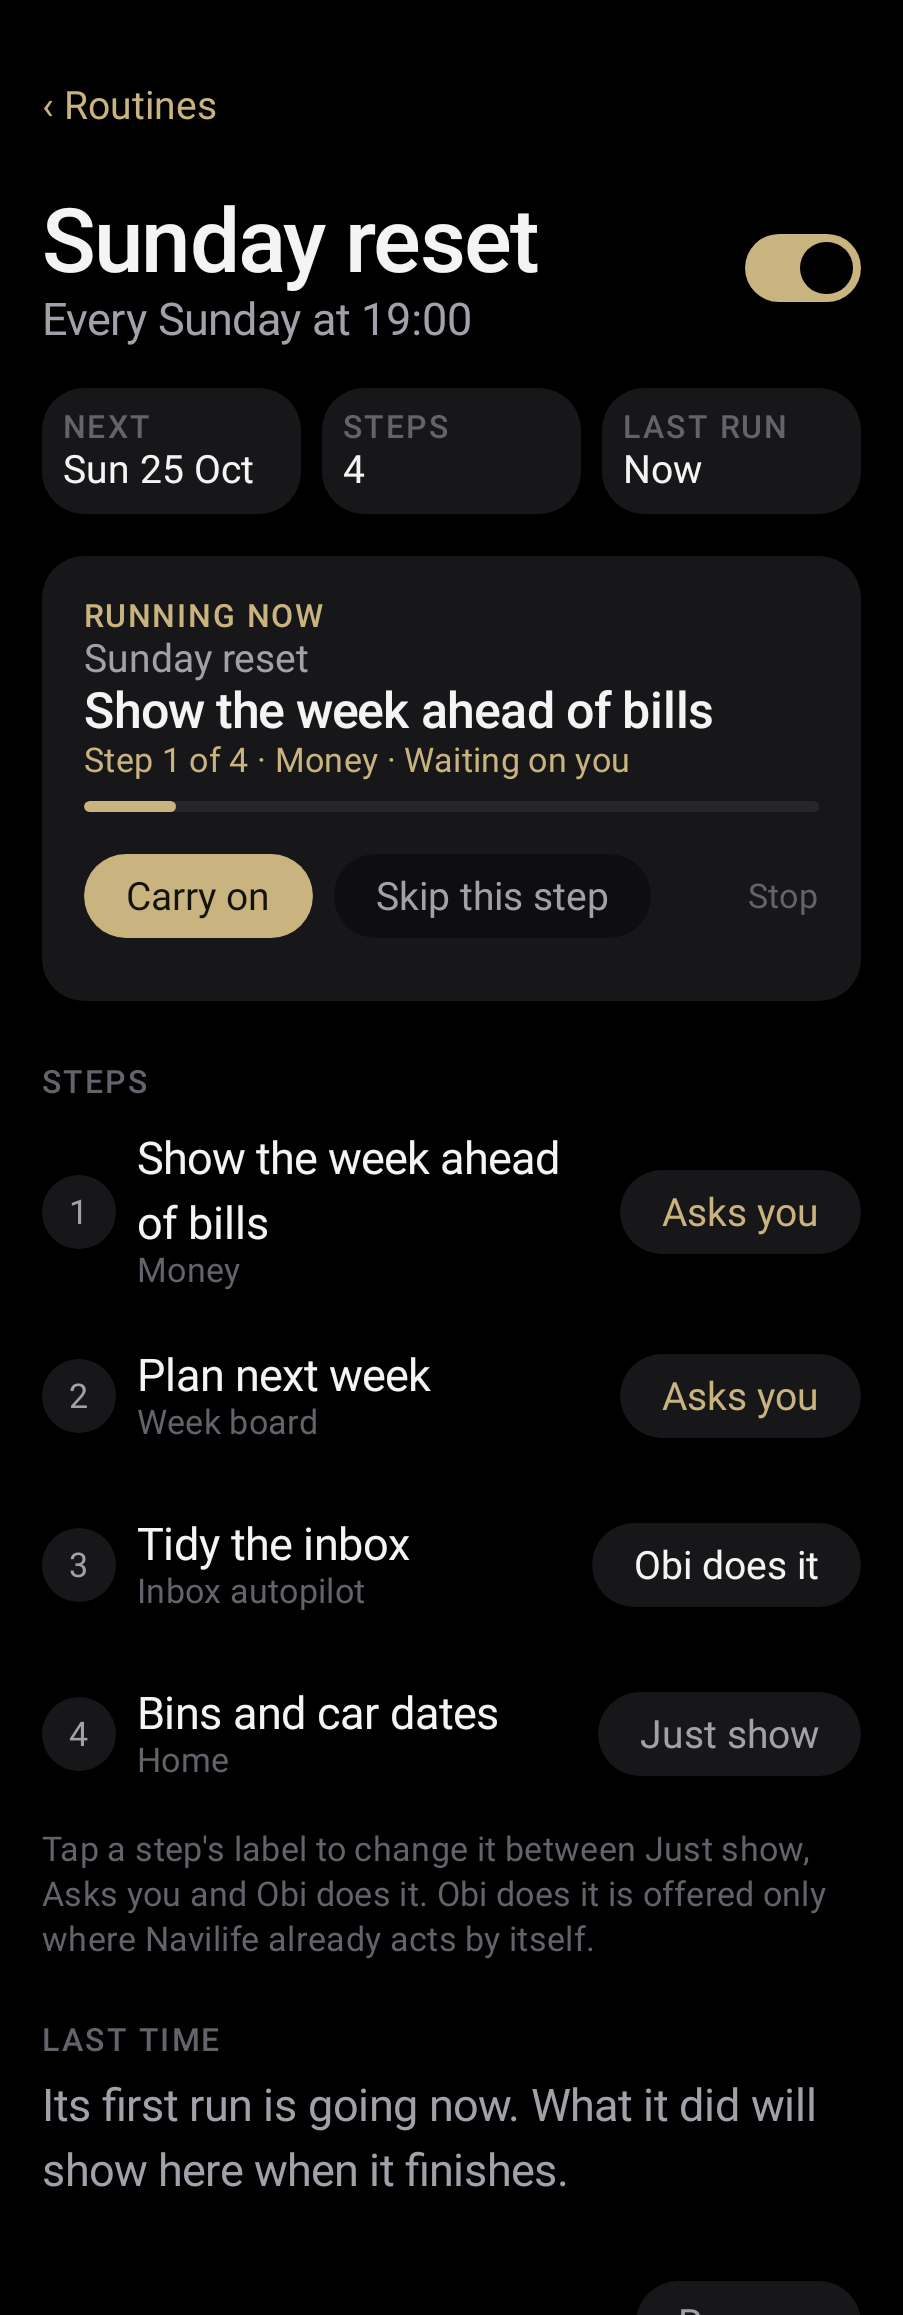 ‹ Routines
Sunday reset
Every Sunday at 19:00
NEXT
Sun 25 Oct
STEPS
4
LAST RUN
Now
RUNNING NOW
Sunday reset
Show the week ahead of bills
Step 1 of 4 · Money · Waiting on you
Carry on
Skip this step
Stop
STEPS
1
Show the week ahead
of bills
Money
Asks you
2
Plan next week
Week board
Asks you
3
Tidy the inbox
Inbox autopilot
Obi does it
4
Bins and car dates
Home
Just show
Tap a step's label to change it between Just show,
Asks you and Obi does it. Obi does it is offered only
where Navilife already acts by itself.
LAST TIME
Its first run is going now. What it did will
show here when it finishes.